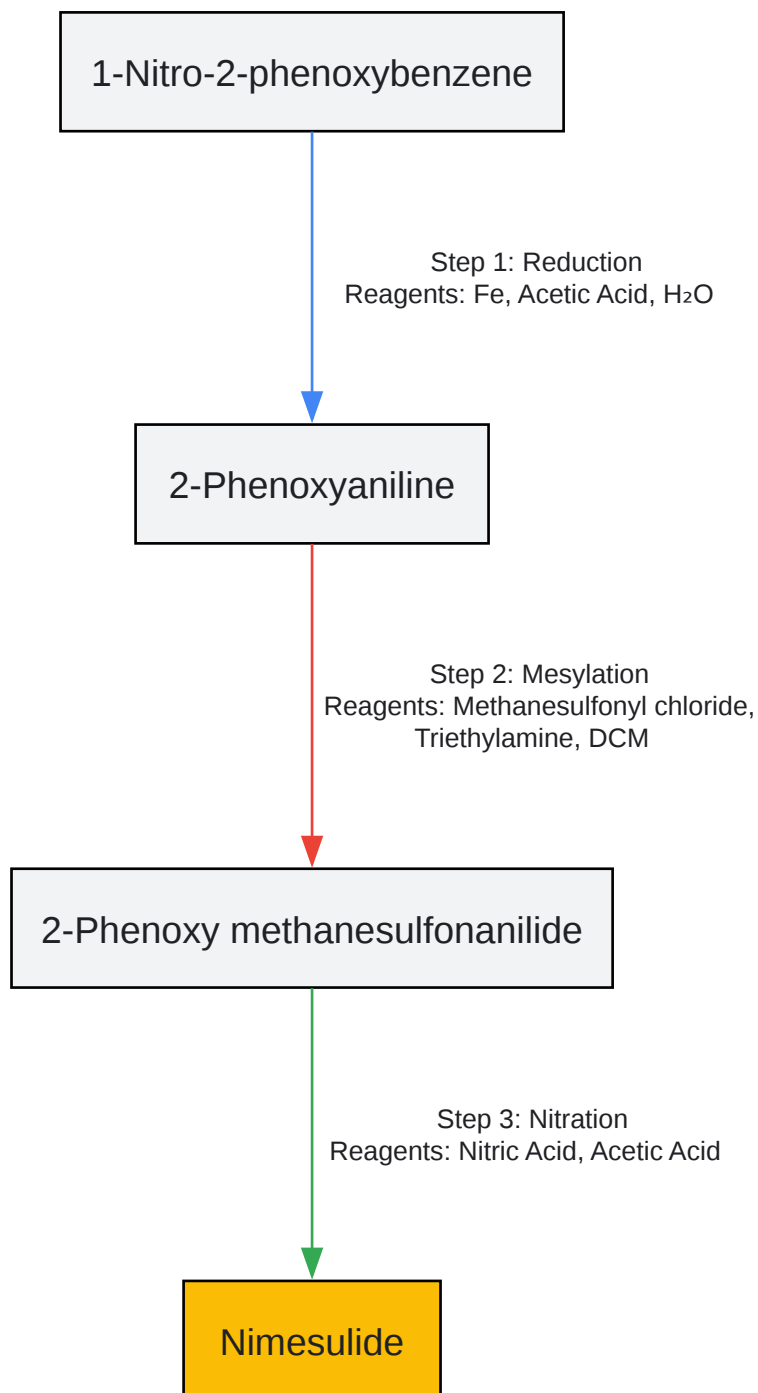 1-Nitro-2-phenoxybenzene
Step 1: Reduction
Reagents: Fe, Acetic Acid, H₂O
2-Phenoxyaniline
Step 2: Mesylation
Reagents: Methanesulfonyl chloride,
Triethylamine, DCM
2-Phenoxy methanesulfonanilide
Step 3: Nitration
Reagents: Nitric Acid, Acetic Acid
Nimesulide